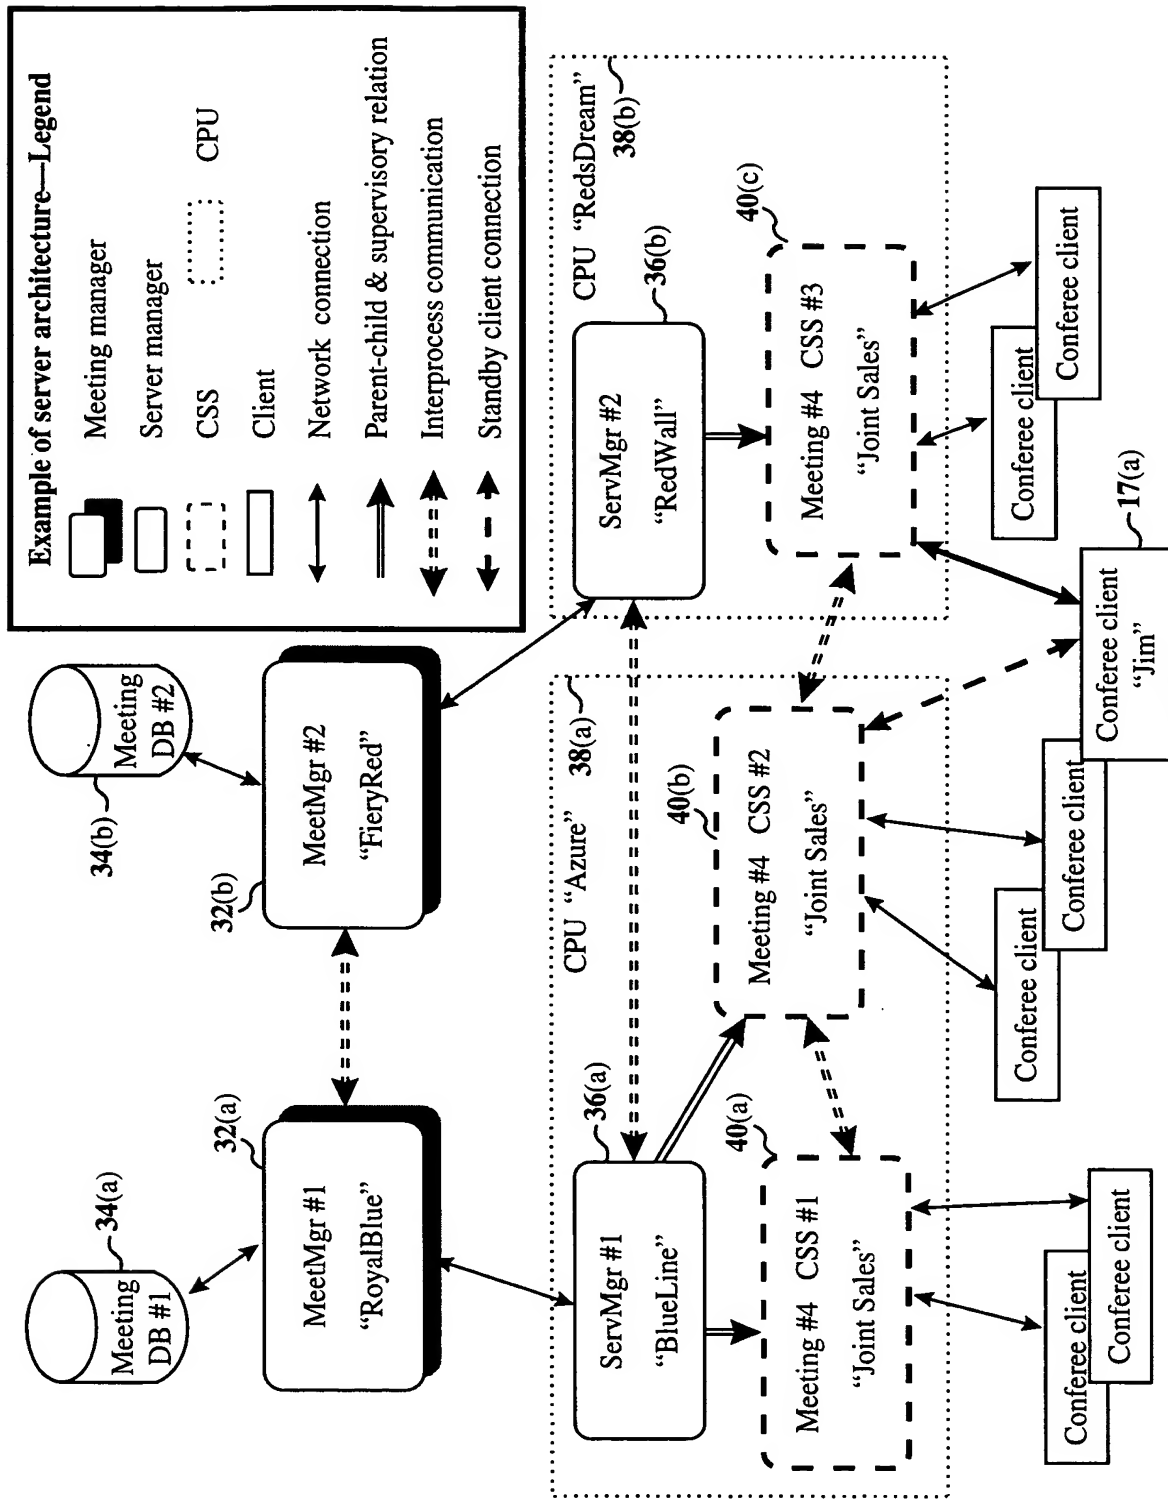 Example of server architecture—Legend
Meeting manager
Server manager
CSS
CPU
Client
Network connection
Parent-child & supervisory relation
Interprocess communication
Standby client connection
34(a)
Meeting
DB #1
34(b)
Meeting
DB #2
32(a)
MeetMgr #1
“RoyalBlue”
32(b)
MeetMgr #2
“FieryRed”
CPU “Azure”
38(a)
CPU “RedsDream”
38(b)
36(a)
ServMgr #1
“BlueLine”
36(b)
ServMgr #2
“RedWall”
40(a)
Meeting #4 CSS #1
“Joint Sales”
40(b)
Meeting #4 CSS #2
“Joint Sales”
40(c)
Meeting #4 CSS #3
“Joint Sales”
Conferee client
Conferee client
Conferee client
Conferee client
Conferee client
“Jim”
17(a)
Conferee client
Conferee client